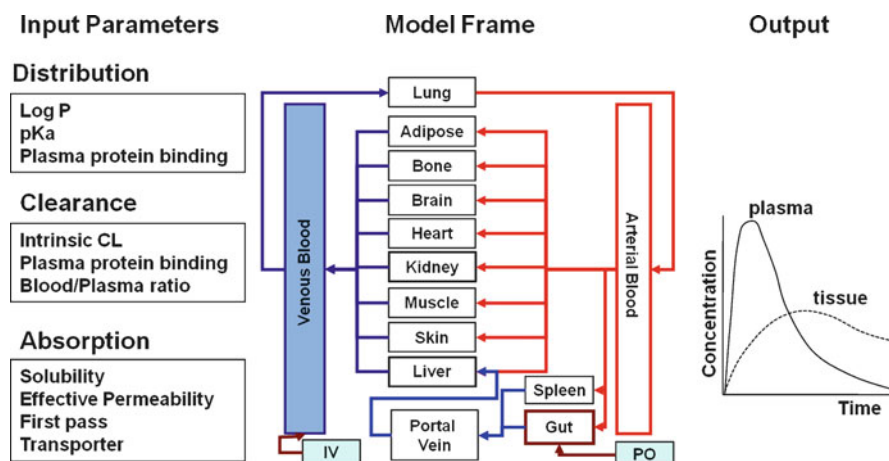 Input Parameters
Model Frame
Output
Distribution
Log P
pKa
Plasma protein binding
Clearance
Intrinsic CL
Plasma protein binding
Blood/Plasma ratio
Absorption
Solubility
Effective Permeability
First pass
Transporter
Venous Blood
Lung
Adipose
Bone
Brain
Heart
Kidney
Muscle
Skin
Liver
Spleen
Portal
Vein
Gut
IV
PO
Arterial Blood
Concentration
plasma
tissue
Time